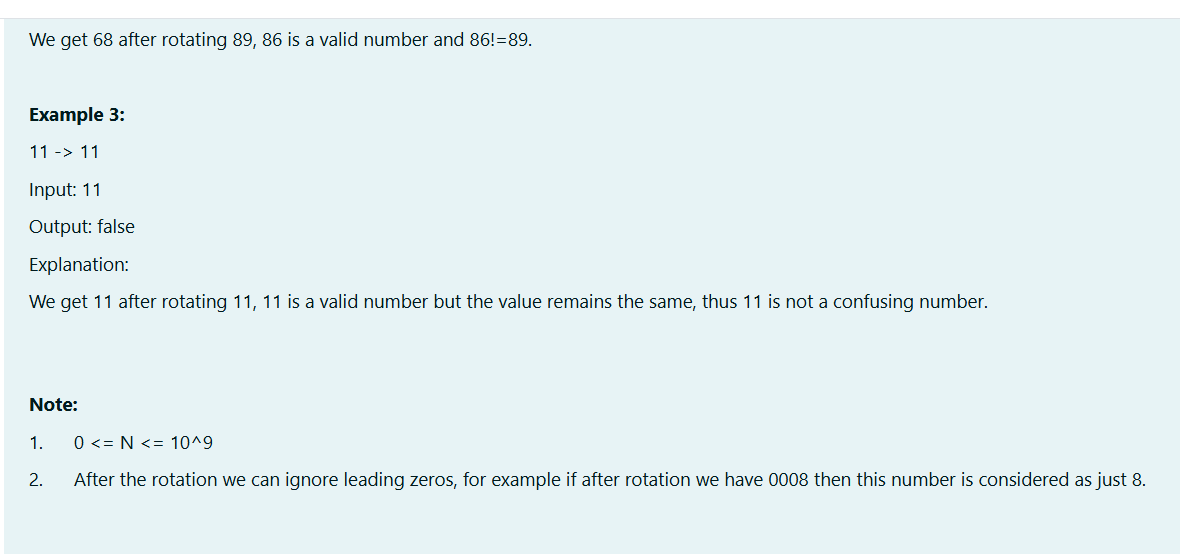 We get 68 after rotating 89, 86 is a valid number and 86!=89.
Example 3:
11 -> 11
Input: 11
Output: false
Explanation:
We get 11 after rotating 11, 11 is a valid number but the value remains the same, thus 11 is not a confusing number.
Note:
1. 0 <= N <= 10^9
2. After the rotation we can ignore leading zeros, for example if after rotation we have 0008 then this number is considered as just 8.